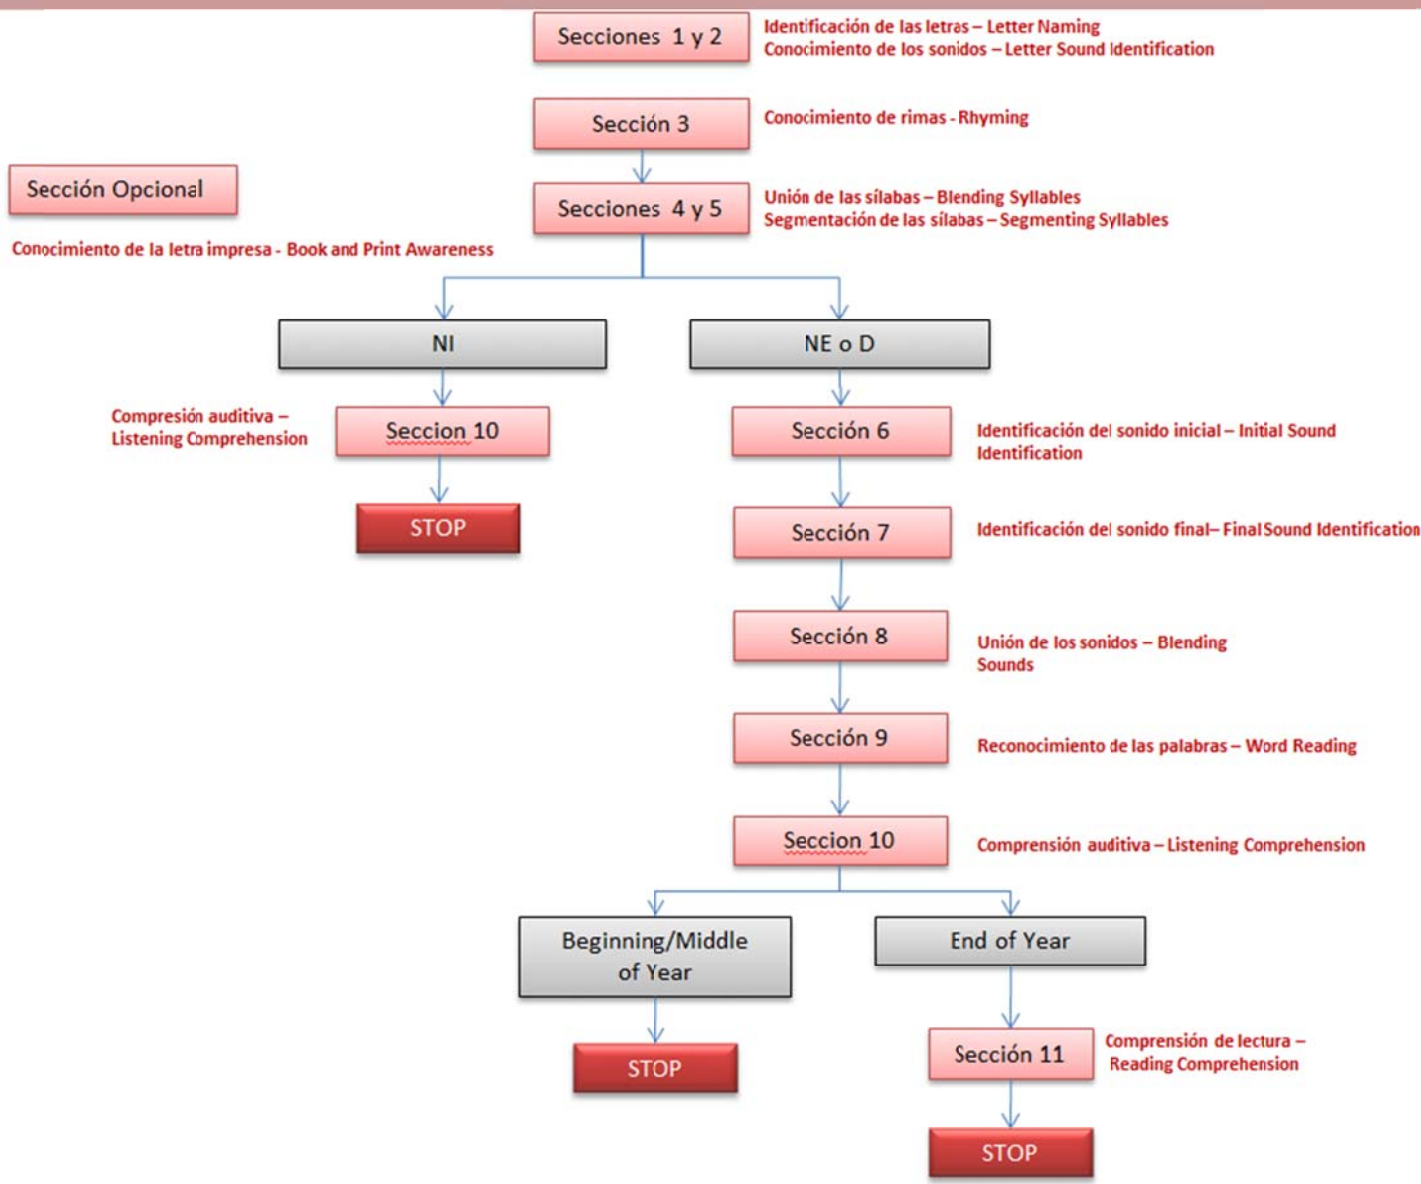 Secciones 1 y 2
Identificación de las letras – Letter Naming
Conocimiento de los sonidos – Letter Sound Identification
Sección 3
Conocimiento de rimas - Rhyming
Sección Opcional
Conocimiento de la letra impresa - Book and Print Awareness
Secciones 4 y 5
Unión de las sílabas – Blending Syllables
Segmentación de las sílabas – Segmenting Syllables
NI
NE o D
Compresión auditiva –
Listening Comprehension
Seccion 10
STOP
Sección 6
Identificación del sonido inicial – Initial Sound
Identification
Sección 7
Identificación del sonido final– Final Sound Identification
Sección 8
Unión de los sonidos – Blending
Sounds
Sección 9
Reconocimiento de las palabras – Word Reading
Seccion 10
Comprensión auditiva – Listening Comprehension
Beginning/Middle
of Year
STOP
End of Year
Sección 11
Comprensión de lectura –
Reading Comprehension
STOP